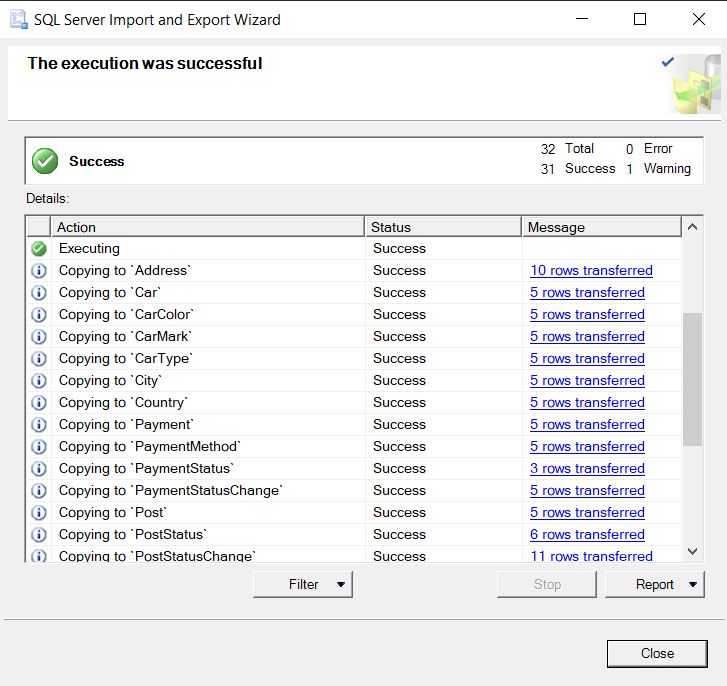 SQL Server Import and Export Wizard
The execution was successful
Success
32 Total 0 Error
31 Success 1 Warning
Details:
Action Status Message
Executing Success
Copying to `Address` Success 10 rows transferred
Copying to `Car` Success 5 rows transferred
Copying to `CarColor` Success 5 rows transferred
Copying to `CarMark` Success 5 rows transferred
Copying to `CarType` Success 5 rows transferred
Copying to `City` Success 5 rows transferred
Copying to `Country` Success 5 rows transferred
Copying to `Payment` Success 5 rows transferred
Copying to `PaymentMethod` Success 5 rows transferred
Copying to `PaymentStatus` Success 3 rows transferred
Copying to `PaymentStatusChange` Success 5 rows transferred
Copying to `Post` Success 5 rows transferred
Copying to `PostStatus` Success 6 rows transferred
Copying to `PostStatusChange` Success 11 rows transferred
Filter Stop Report
Close